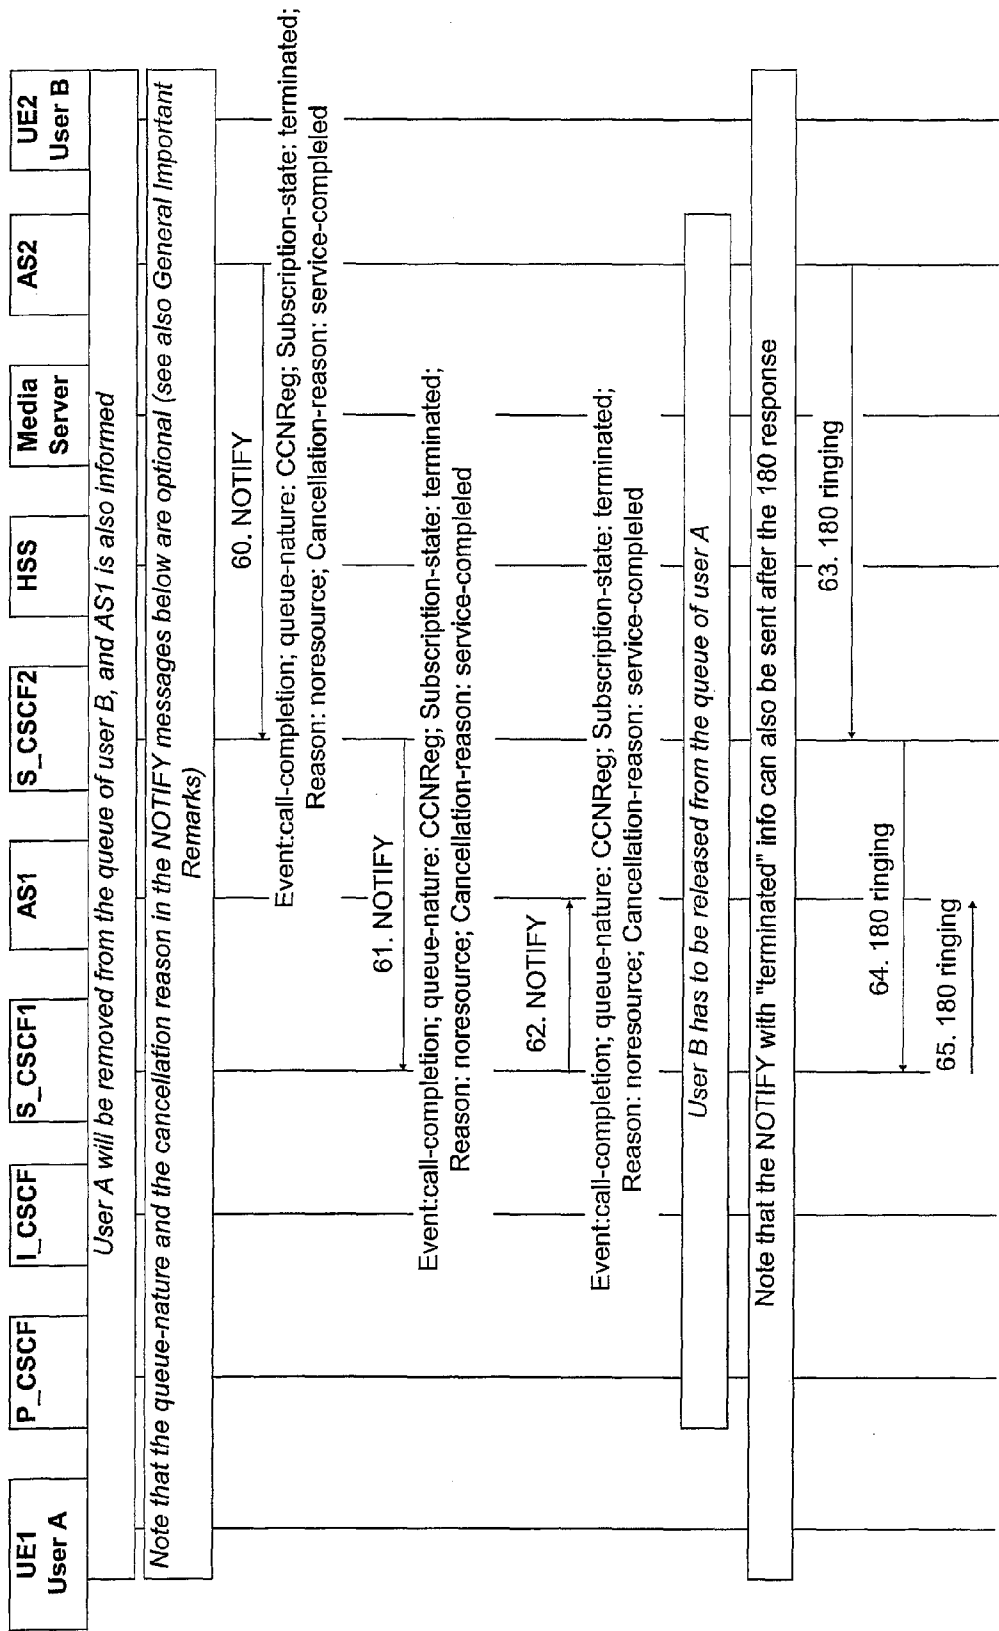 UE1
User A
P_CSCF
I_CSCF
S_CSCF1
AS1
S_CSCF2
HSS
Media
Server
AS2
UE2
User B
User A will be removed from the queue of user B, and AS1 is also informed
Note that the queue-nature and the cancellation reason in the NOTIFY messages below are optional (see also General Important
Remarks)
60. NOTIFY
Event:call-completion; queue-nature: CCNReg; Subscription-state: terminated;
Reason: noresource; Cancellation-reason: service-completed
61. NOTIFY
Event:call-completion; queue-nature: CCNReg; Subscription-state: terminated;
Reason: noresource; Cancellation-reason: service-completed
62. NOTIFY
Event:call-completion; queue-nature: CCNReg; Subscription-state: terminated;
Reason: noresource; Cancellation-reason: service-completed
User B has to be released from the queue of user A
Note that the NOTIFY with "terminated" info can also be sent after the 180 response
63. 180 ringing
64. 180 ringing
65. 180 ringing